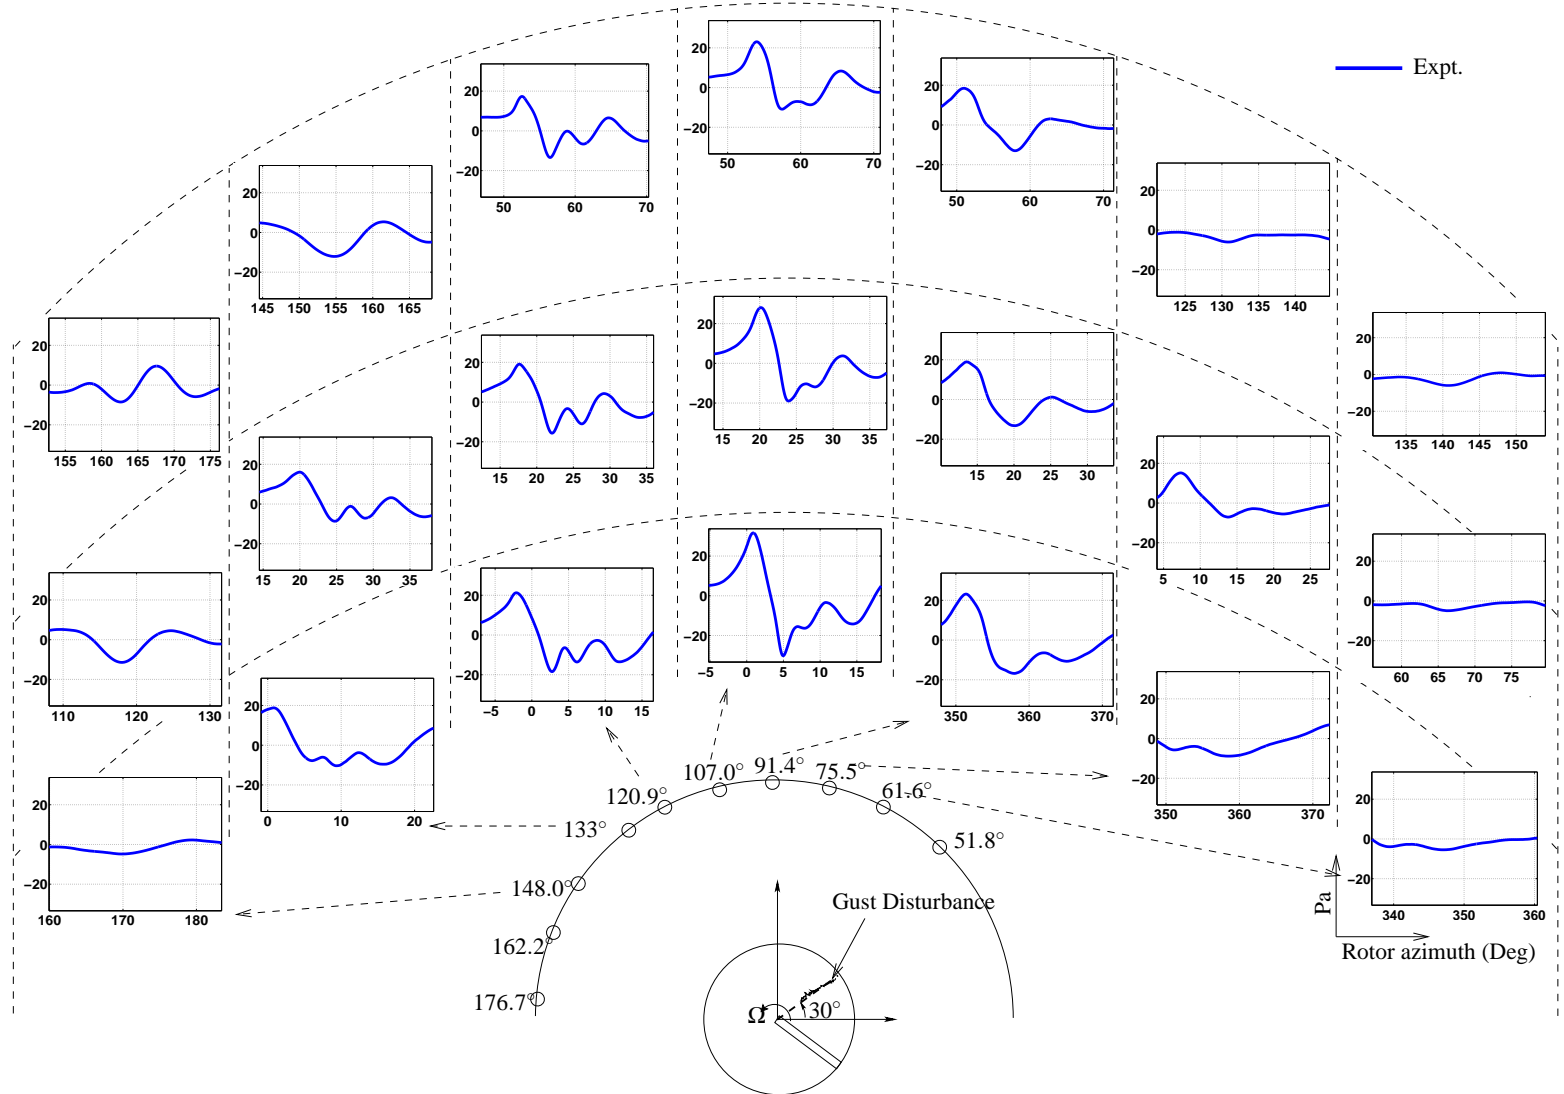 Expt.
20
0
−20
50 60 70
20
0
−20
50 60 70
20
0
−20
50 60 70
20
0
−20
145 150 155 160 165
20
0
−20
125 130 135 140
20
0
−20
155 160 165 170 175
20
0
−20
15 20 25 30 35
20
0
−20
15 20 25 30 35
20
0
−20
15 20 25 30
20
0
−20
135 140 145 150
20
0
−20
15 20 25 30 35
20
0
−20
5 10 15 20 25
20
0
−20
110 120 130
20
0
−20
−5 0 5 10 15
20
0
−20
−5 0 5 10 15
20
0
−20
350 360 370
20
0
−20
60 65 70 75
20
0
−20
0 10 20
20
0
−20
350 360 370
20
0
−20
160 170 180
20
0
−20
340 350 360
107.0° 91.4° 75.5°
120.9° 61.6°
133° 51.8°
148.0°
162.2°
176.7°
Gust Disturbance
Ω 30°
Pa
Rotor azimuth (Deg)